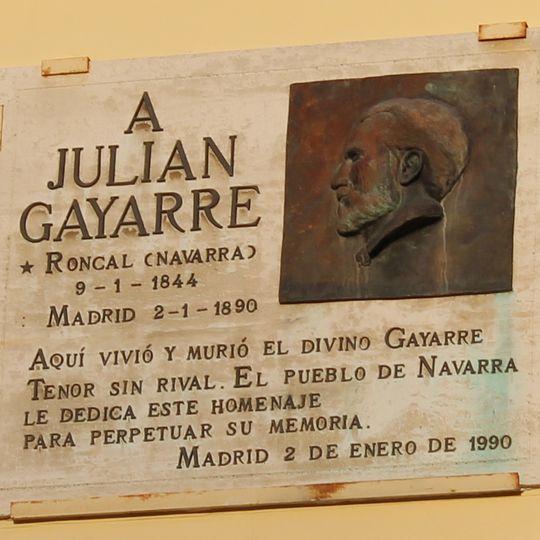 A
JULIAN
GAYARRE
★ RONCAL (NAVARRA)
9-1-1844
: MADRID 2-1-1890
AQUÍ VIVIÓ Y MURIÓ EL DIVINO GAYARRE
TENOR SIN RIVAL. EL PUEBLO DE NAVARRA
LE DEDICA ESTE HOMENAJE
PARA PERPETUAR SU MEMORIA.
MADRID 2 DE ENERO DE 1990